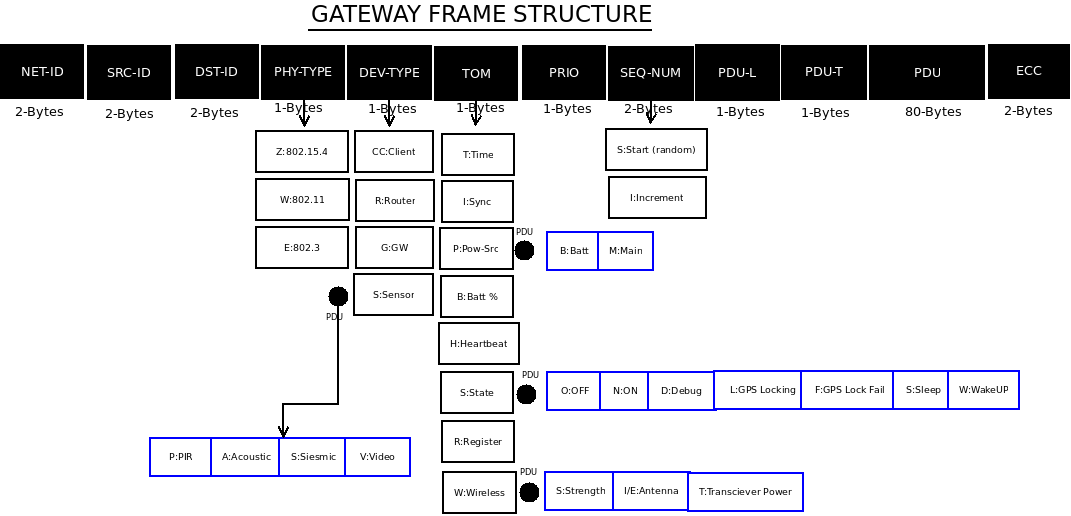 GATEWAY FRAME STRUCTURE
NET-ID SRC-ID DST-ID PHY-TYPE DEV-TYPE TOM PRIO SEQ-NUM PDU-L PDU-T PDU ECC
2-Bytes 2-Bytes 2-Bytes 1-Bytes 1-Bytes 1-Bytes 1-Bytes 2-Bytes 1-Bytes 1-Bytes 80-Bytes 2-Bytes
Z:802.15.4 CC:Client T:Time S:Start (random)
W:802.11 R:Router I:Sync I:Increment
PDU
E:802.3 G:GW P:Pow-Src B:Batt M:Main
S:Sensor B:Batt %
PDU
H:Heartbeat
PDU
S:State O:OFF N:ON D:Debug L:GPS Locking F:GPS Lock Fail S:Sleep W:WakeUP
R:Register
P:PIR A:Acoustic S:Siesmic V:Video
PDU
W:Wireless S:Strength I/E:Antenna T:Transciever Power